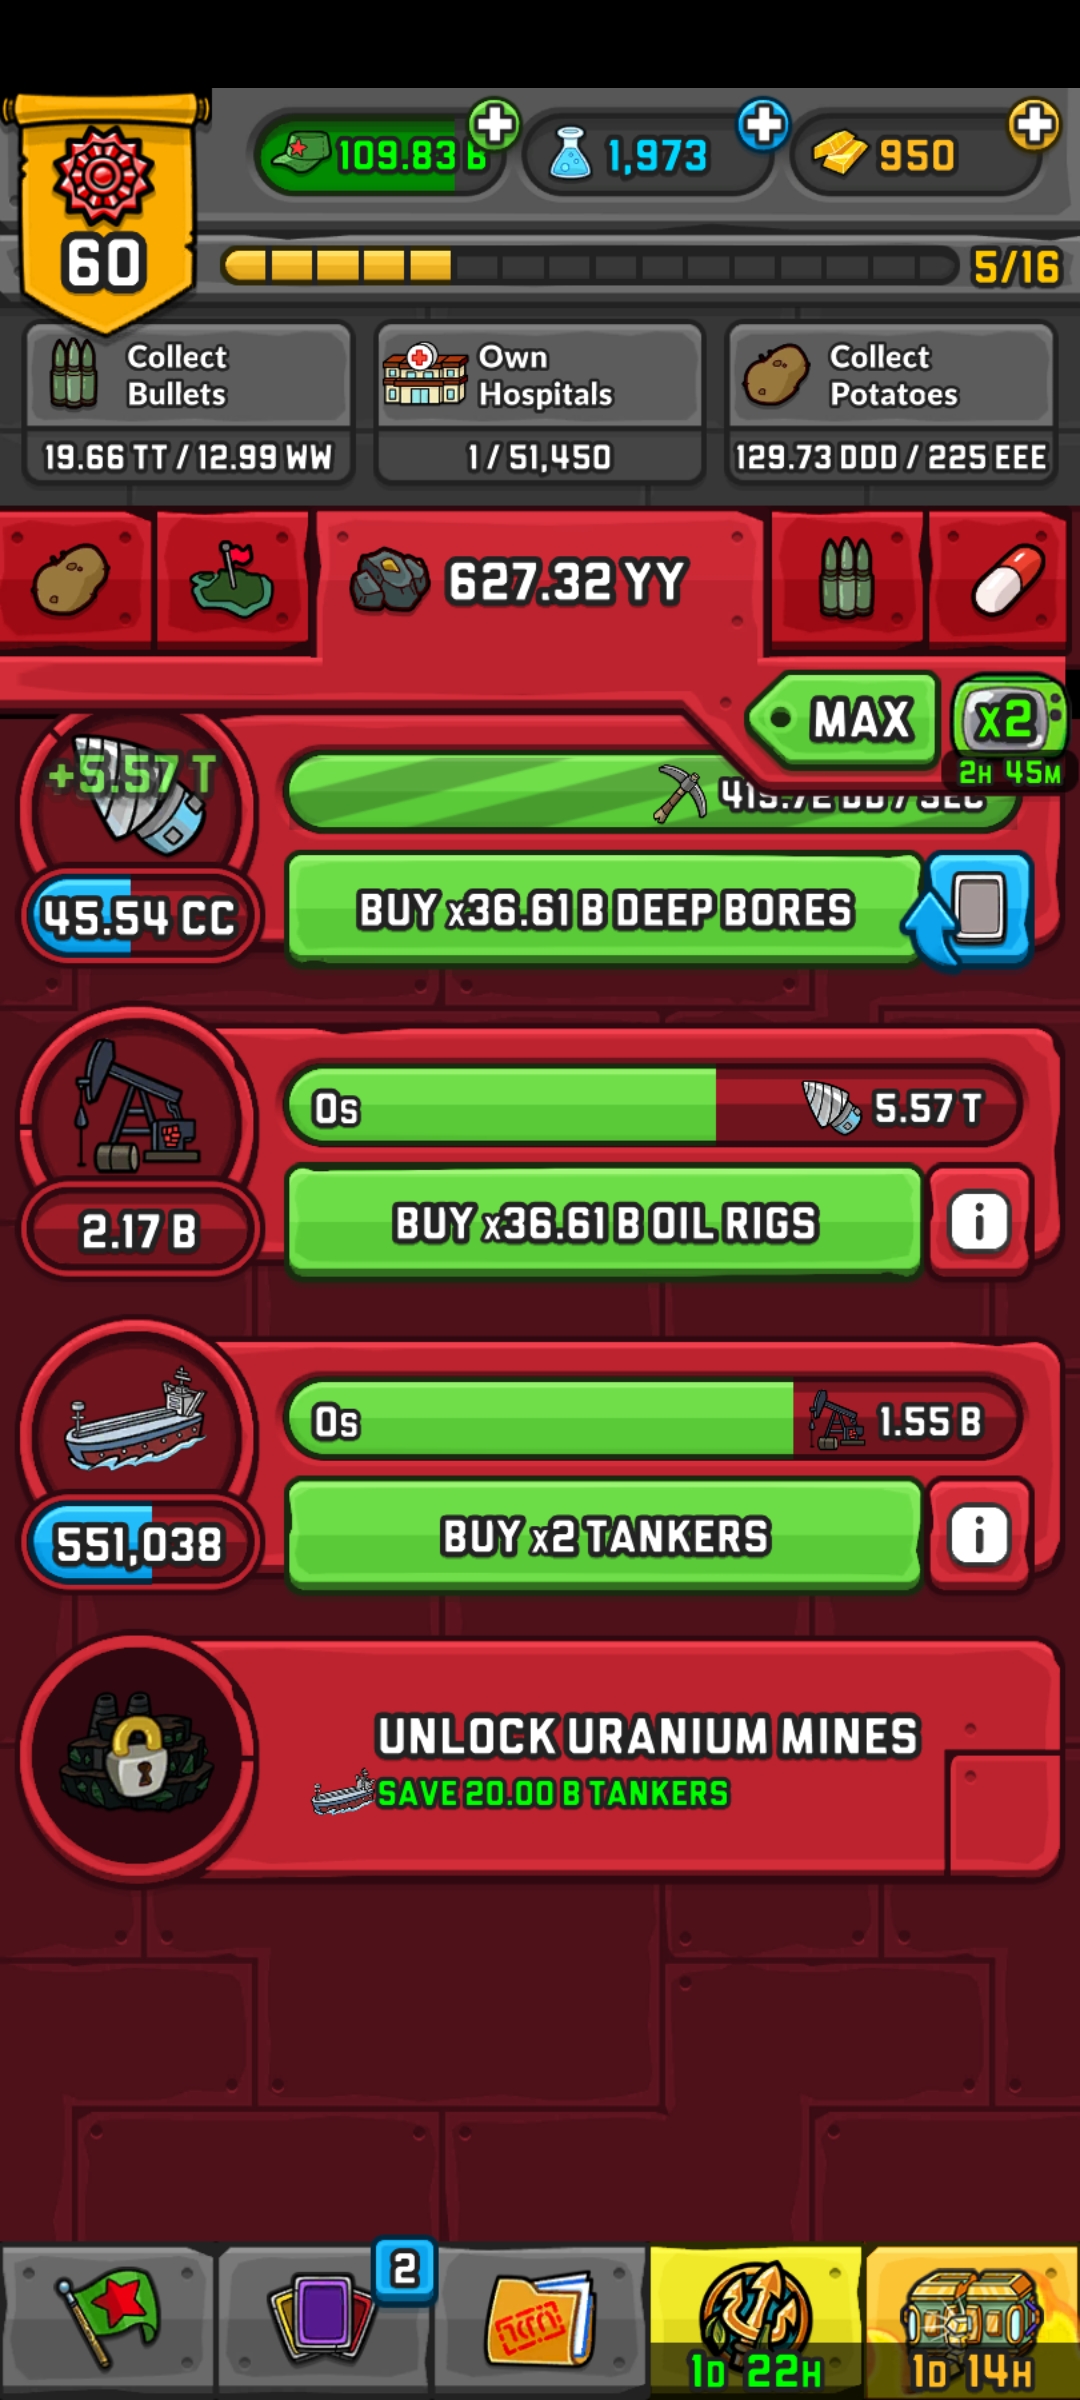 109.83 B
1,973
950
60
5/16
Collect
Bullets
19.66 TT / 12.99 WW
Own
Hospitals
1 / 51,450
Collect
Potatoes
129.73 DDD / 225 EEE
627.32 YY
MAX
x2
2H 45M
+5.57 T
415.72 DD / SEC
45.54 CC
BUY x36.61 B DEEP BORES
0s
5.57 T
2.17 B
BUY x36.61 B OIL RIGS
i
0s
1.55 B
551,038
BUY x2 TANKERS
i
UNLOCK URANIUM MINES
SAVE 20.00 B TANKERS
2
1D 22H
1D 14H